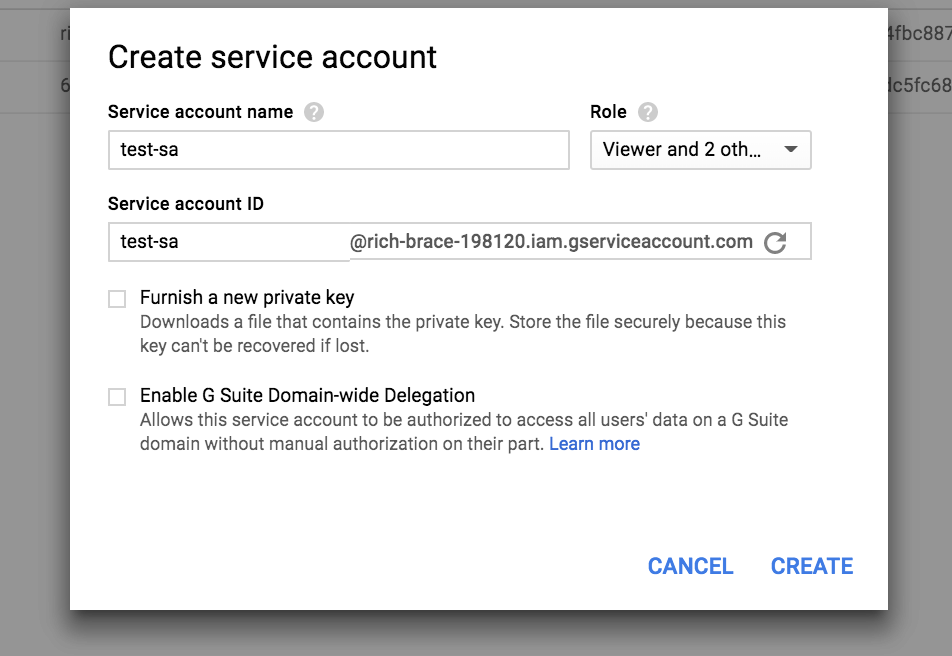 ri
4fbc887
6
dc5fc68
Create service account
Service account name ?
Role ?
test-sa
Viewer and 2 oth...
Service account ID
test-sa @rich-brace-198120.iam.gserviceaccount.com
Furnish a new private key
Downloads a file that contains the private key. Store the file securely because this
key can't be recovered if lost.
Enable G Suite Domain-wide Delegation
Allows this service account to be authorized to access all users' data on a G Suite
domain without manual authorization on their part. Learn more
CANCEL
CREATE